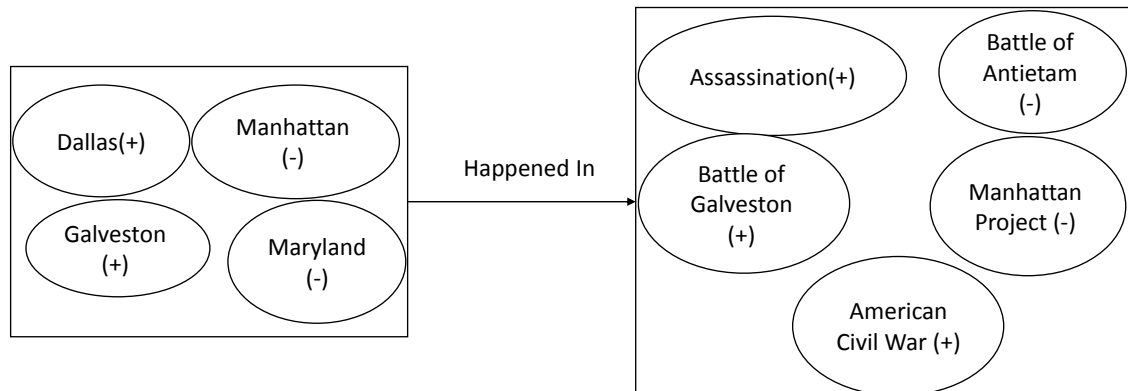 Dallas(+)
Manhattan
(-)
Galveston
(+)
Maryland
(-)
Happened In
Assassination(+)
Battle of
Antietam
(-)
Battle of
Galveston
(+)
Manhattan
Project (-)
American
Civil War (+)